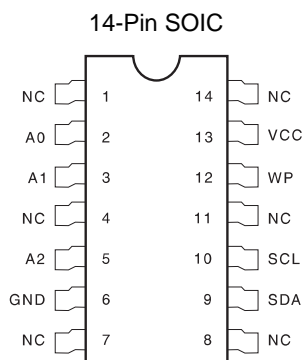 14-Pin SOIC
NC 1 14 NC
A0 2 13 VCC
A1 3 12 WP
NC 4 11 NC
A2 5 10 SCL
GND 6 9 SDA
NC 7 8 NC